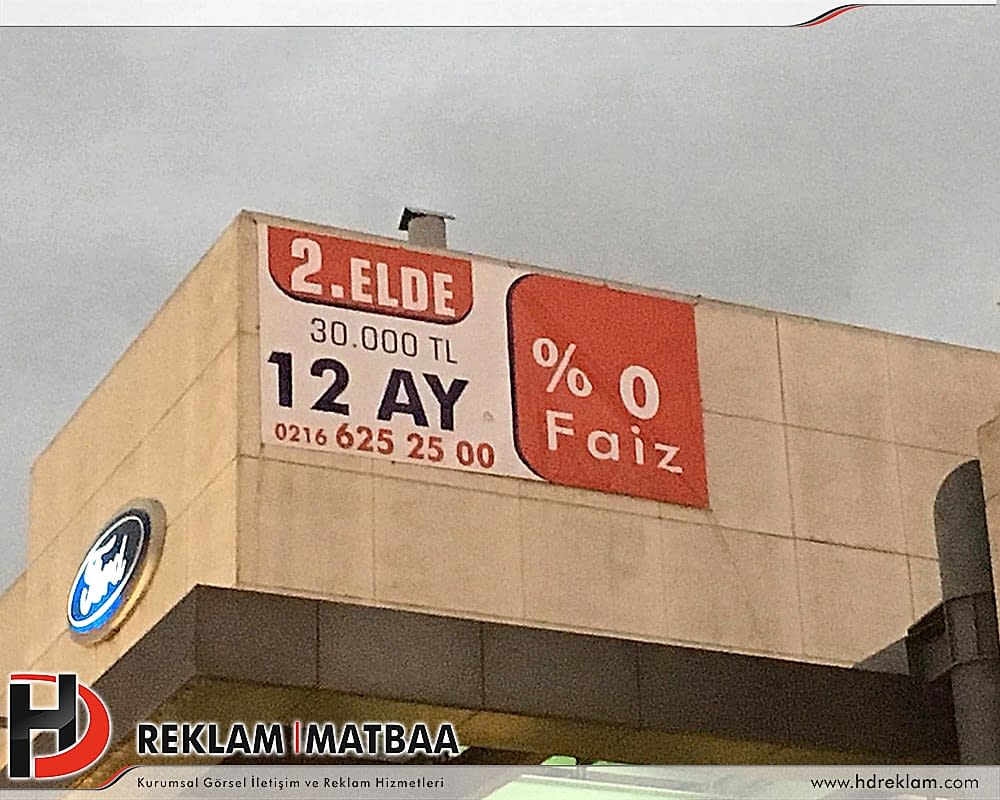 2.ELDE
30.000 TL
12 AY
0216 625 25 00
% 0
Faiz
Ford
H
REKLAM | MATBAA
Kurumsal Görsel İletişim ve Reklam Hizmetleri
www.hdreklam.com